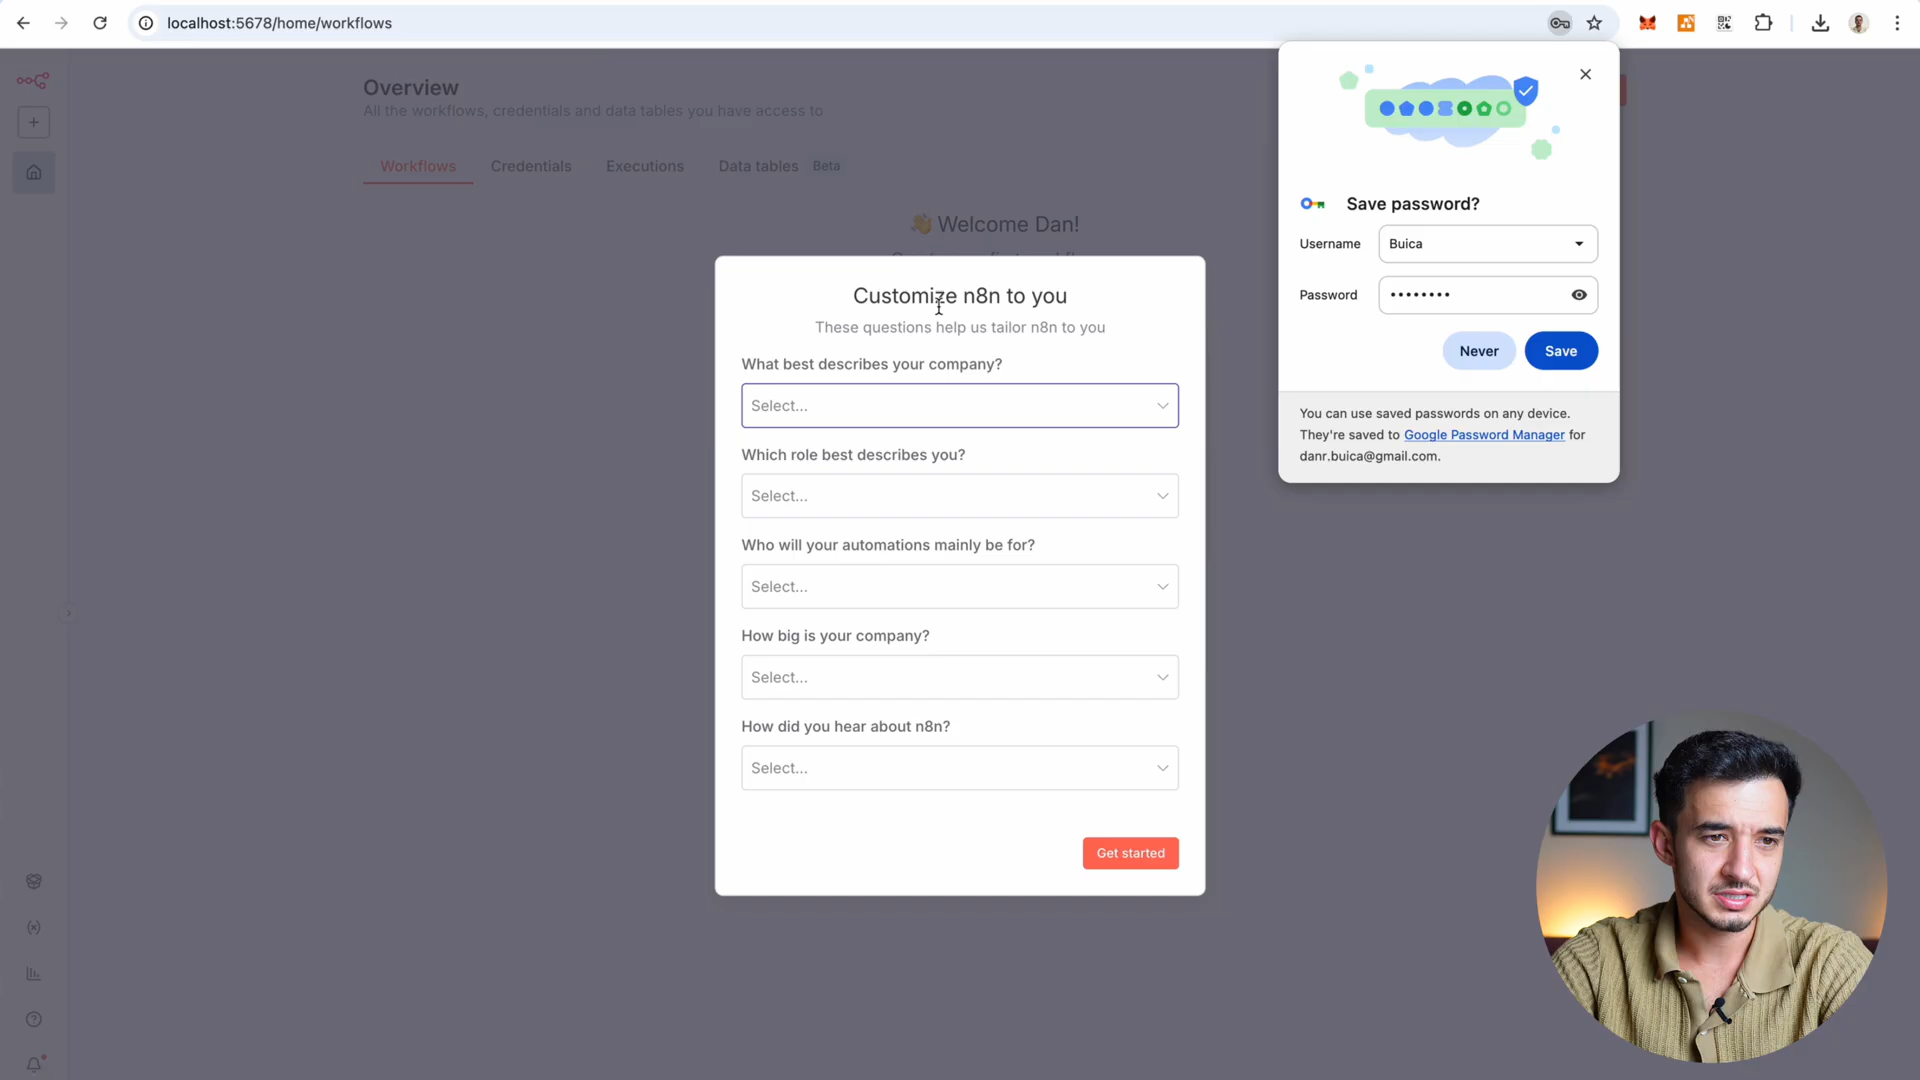 localhost:5678/home/workflows
Overview
All the workflows, credentials and data tables you have access to
Workflows
Credentials
Executions
Data tables
Beta
👋 Welcome Dan!
Customize n8n to you
These questions help us tailor n8n to you
What best describes your company?
Select...
Which role best describes you?
Select...
Who will your automations mainly be for?
Select...
How big is your company?
Select...
How did you hear about n8n?
Select...
Get started
Save password?
Username
Buica
Password
••••••••
Never
Save
You can use saved passwords on any device.
They're saved to Google Password Manager for
danr.buica@gmail.com.